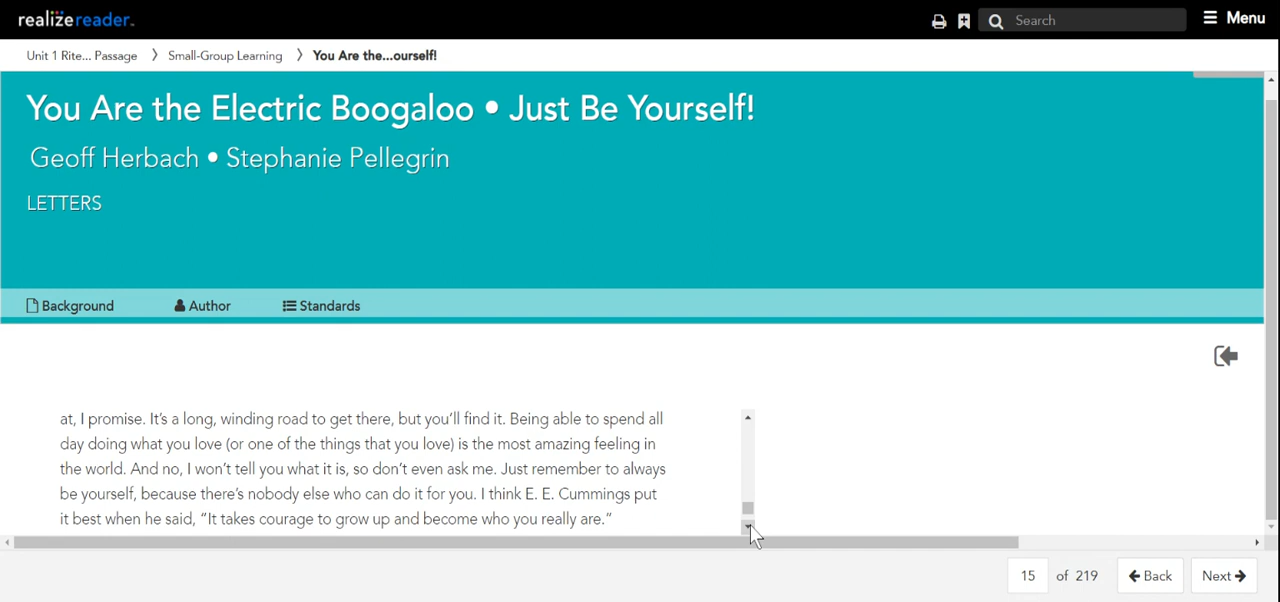 realizereader.
Search
Menu
Unit 1 Rite... Passage
Small-Group Learning
You Are the...ourself!
You Are the Electric Boogaloo • Just Be Yourself!
Geoff Herbach • Stephanie Pellegrin
LETTERS
Background
Author
Standards
at, I promise. It’s a long, winding road to get there, but you’ll find it. Being able to spend all
day doing what you love (or one of the things that you love) is the most amazing feeling in
the world. And no, I won’t tell you what it is, so don’t even ask me. Just remember to always
be yourself, because there’s nobody else who can do it for you. I think E. E. Cummings put
it best when he said, “It takes courage to grow up and become who you really are.”
15 of 219
Back
Next